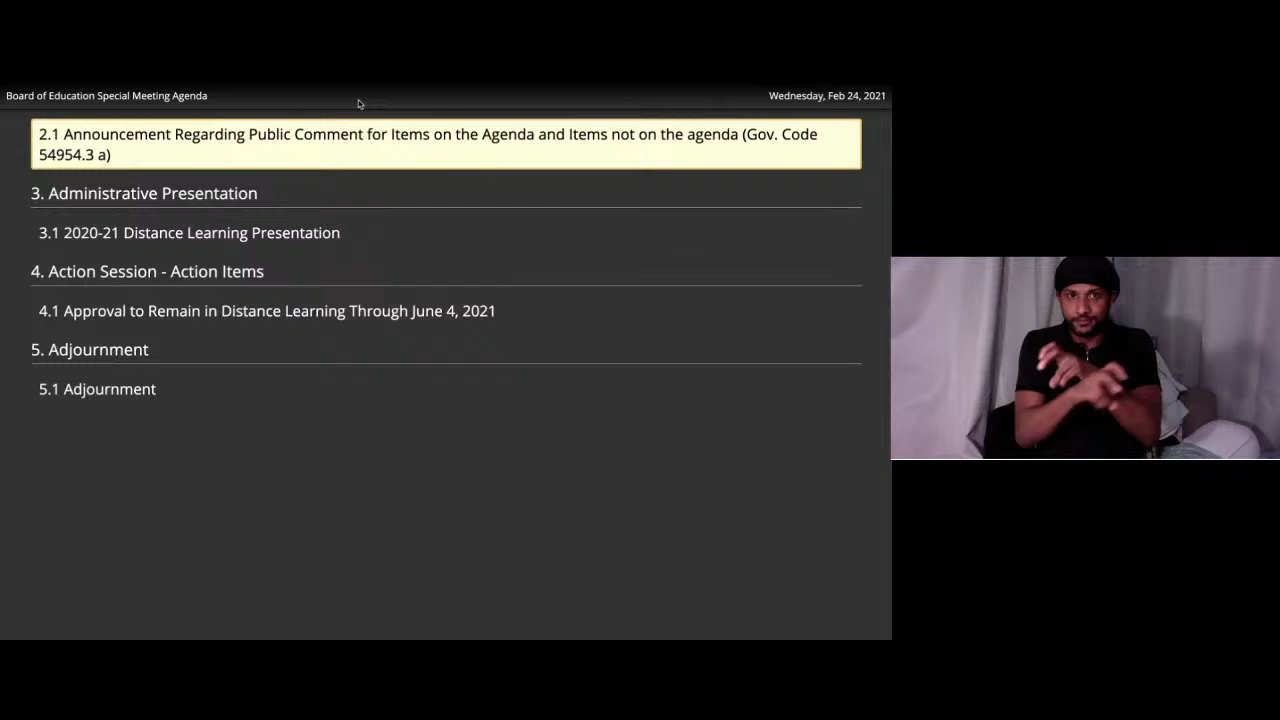 Board of Education Special Meeting Agenda
Wednesday, Feb 24, 2021
2.1 Announcement Regarding Public Comment for Items on the Agenda and Items not on the agenda (Gov. Code
54954.3 a)
3. Administrative Presentation
3.1 2020-21 Distance Learning Presentation
4. Action Session - Action Items
4.1 Approval to Remain in Distance Learning Through June 4, 2021
5. Adjournment
5.1 Adjournment